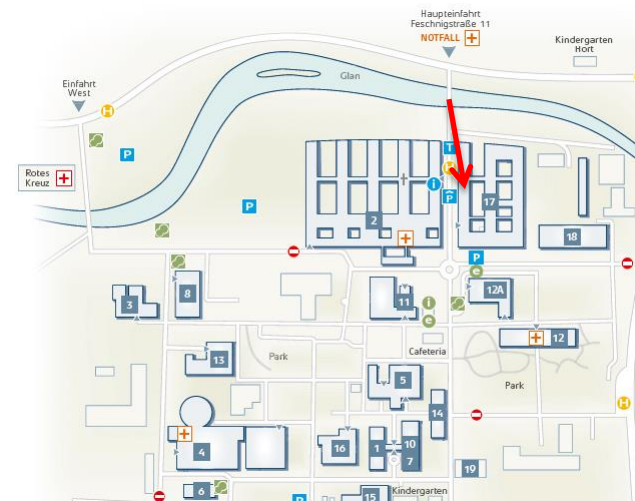 Haupteinfahrt
Feschnigstraße 11
NOTFALL
Kindergarten
Hort
Einfahrt
West
Glan
H
P
T
Rotes
Kreuz
H
i
P
P
2
17
18
P
e
3
8
11
12A
i
e
12
13
Park
Cafeteria
Park
5
H
14
4
16
1
10
7
19
6
P
15
Kindergarten